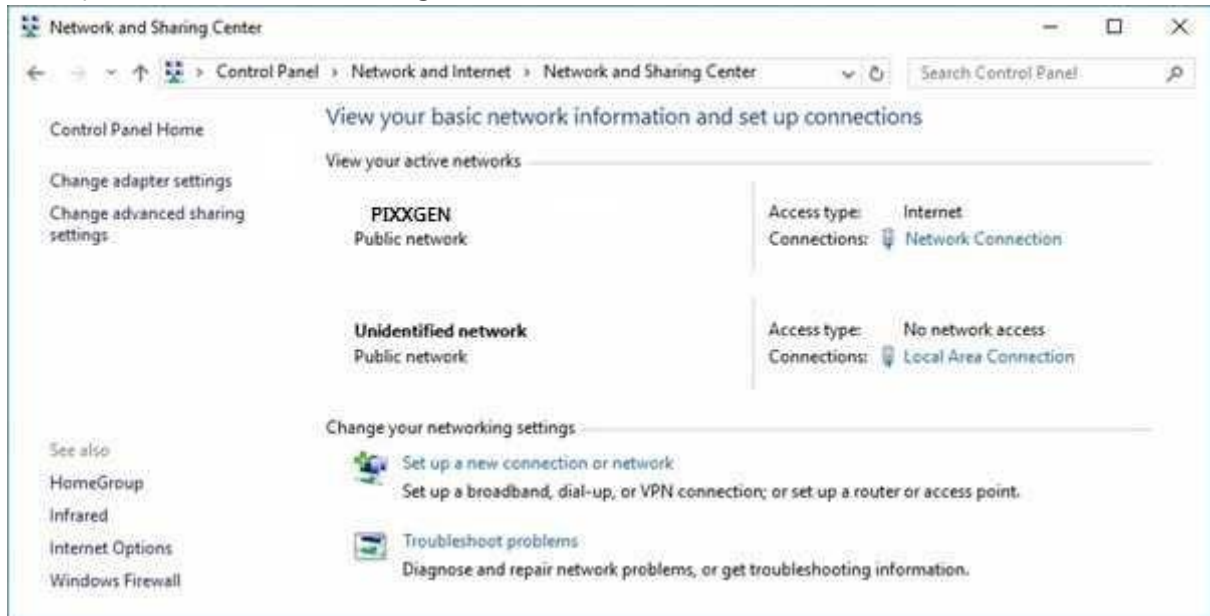 Network and Sharing Center
Control Panel > Network and Internet > Network and Sharing Center
Search Control Panel
Control Panel Home
Change adapter settings
Change advanced sharing
settings
See also
HomeGroup
Infrared
Internet Options
Windows Firewall
View your basic network information and set up connections
View your active networks
PIXXGEN
Public network
Access type: Internet
Connections: Network Connection
Unidentified network
Public network
Access type: No network access
Connections: Local Area Connection
Change your networking settings
Set up a new connection or network
Set up a broadband, dial-up, or VPN connection; or set up a router or access point.
Troubleshoot problems
Diagnose and repair network problems, or get troubleshooting information.